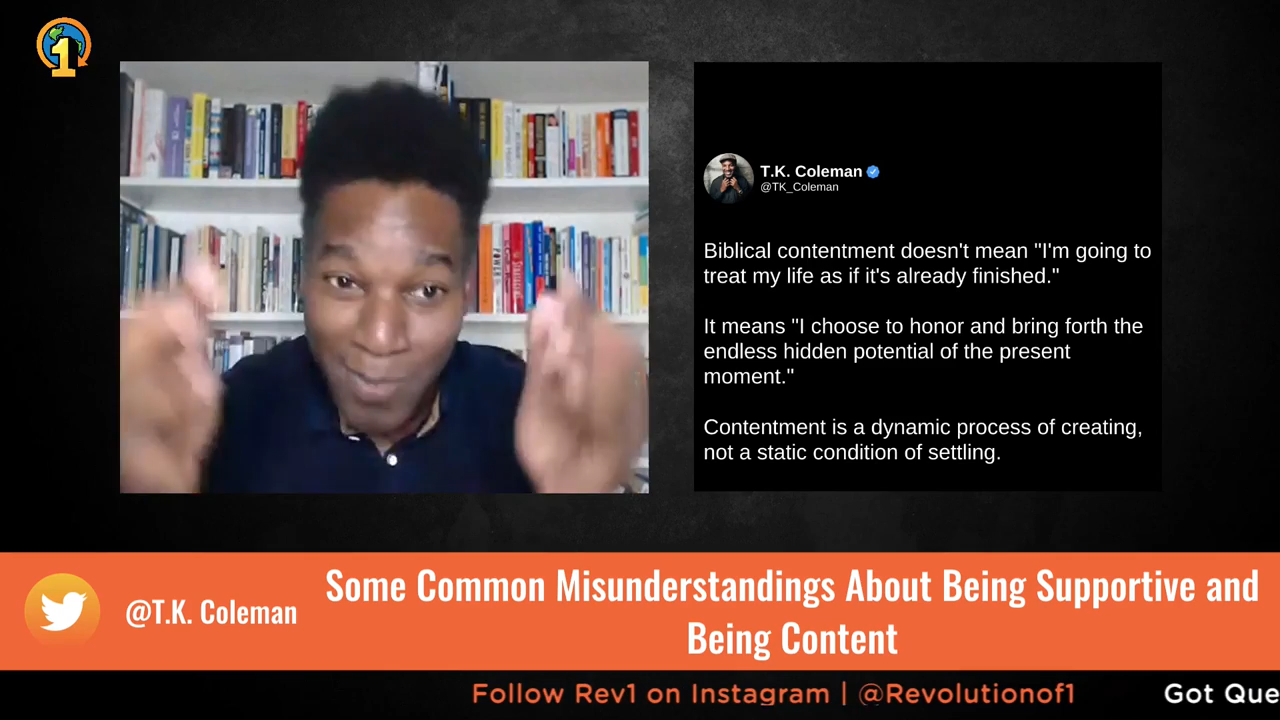 1
T.K. Coleman
@TK_Coleman
Biblical contentment doesn't mean "I'm going to
treat my life as if it's already finished."
It means "I choose to honor and bring forth the
endless hidden potential of the present
moment."
Contentment is a dynamic process of creating,
not a static condition of settling.
@T.K. Coleman
Some Common Misunderstandings About Being Supportive and
Being Content
Follow Rev1 on Instagram | @Revolutionof1
Got Que